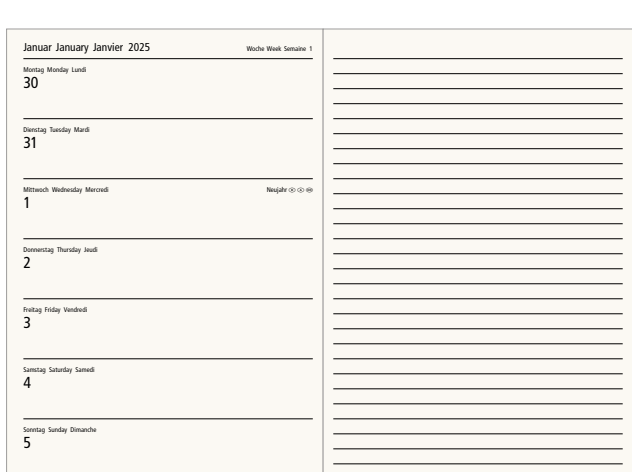 Januar January Janvier 2025 Woche Week Semaine 1
Montag Monday Lundi
30
Dienstag Tuesday Mardi
31
Mittwoch Wednesday Mercredi Neujahr
1
Donnerstag Thursday Jeudi
2
Freitag Friday Vendredi
3
Samstag Saturday Samedi
4
Sonntag Sunday Dimanche
5